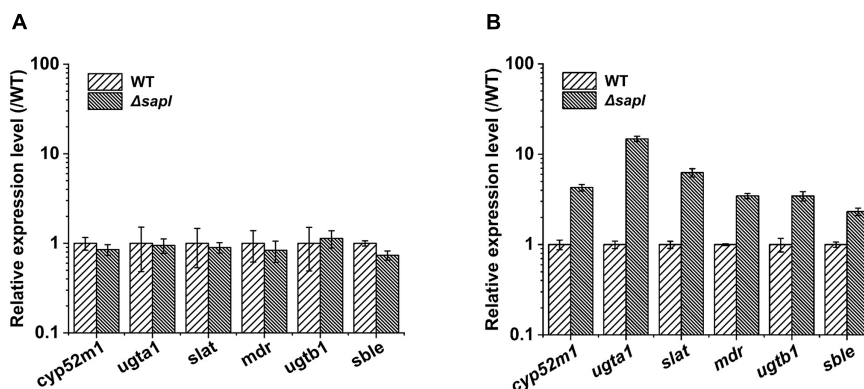 A
Relative expression level (/WT)
100
10
1
0.1
WT
Δsapl
cyp52m1
ugta1
slat
mdr
ugtb1
sble
B
Relative expression level (/WT)
100
10
1
0.1
WT
Δsapl
cyp52m1
ugta1
slat
mdr
ugtb1
sble